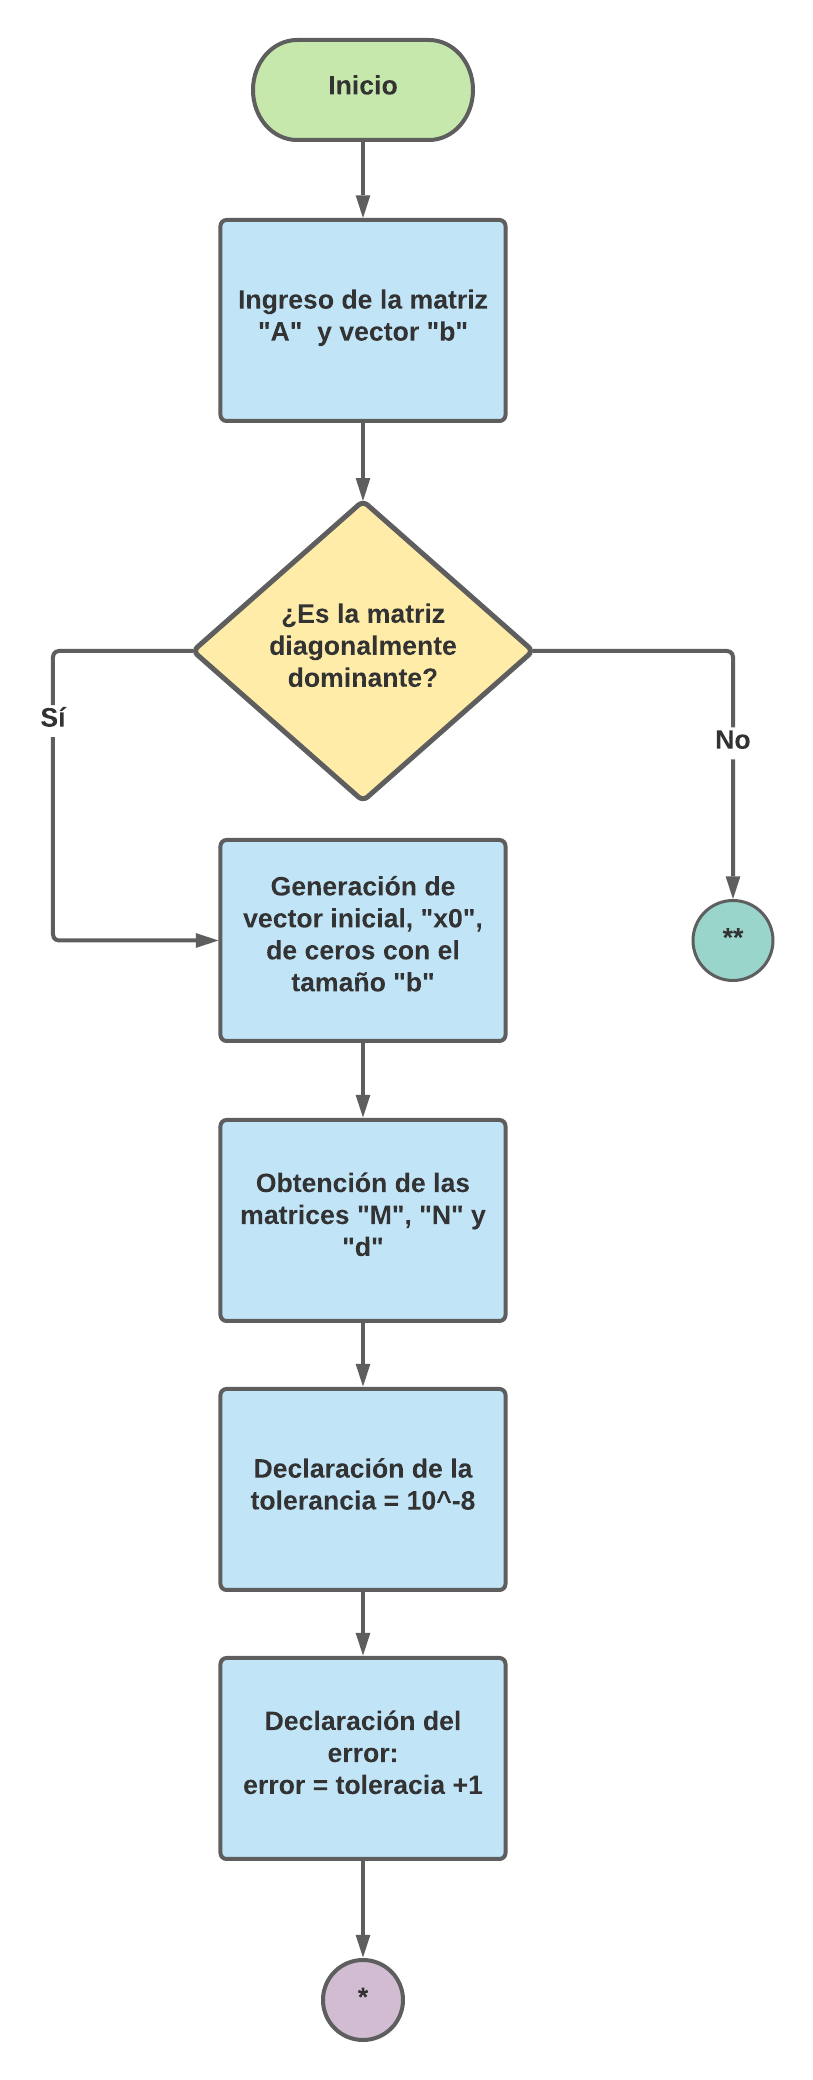 Inicio
Ingreso de la matriz
"A"  y vector "b"
¿Es la matriz
diagonalmente
dominante?
Sí
No
Generación de
vector inicial, "x0",
de ceros con el
tamaño "b"
**
Obtención de las
matrices "M", "N" y
"d"
Declaración de la
tolerancia = 10^-8
Declaración del
error:
error = toleracia +1
*